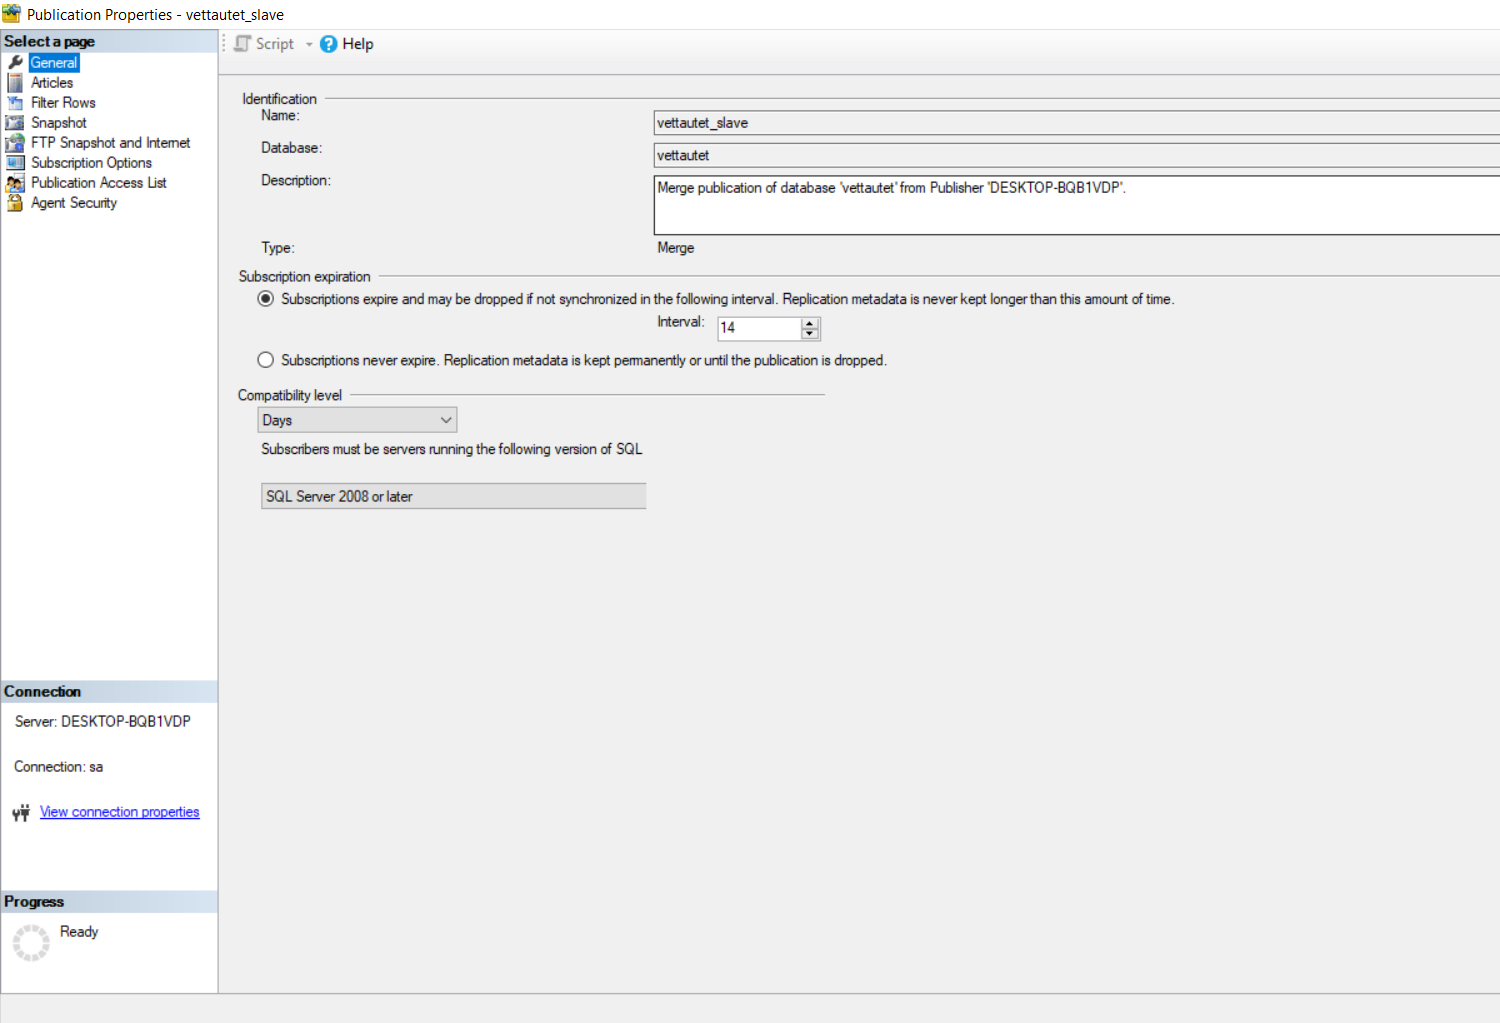 Publication Properties - vettautet_slave
Select a page
General
Articles
Filter Rows
Snapshot
FTP Snapshot and Internet
Subscription Options
Publication Access List
Agent Security
Script
Help
Identification
Name:
vettautet_slave
Database:
vettautet
Description:
Merge publication of database 'vettautet' from Publisher 'DESKTOP-BQB1VDP'.
Type:
Merge
Subscription expiration
Subscriptions expire and may be dropped if not synchronized in the following interval. Replication metadata is never kept longer than this amount of time.
Interval:
14
Subscriptions never expire. Replication metadata is kept permanently or until the publication is dropped.
Compatibility level
Days
Subscribers must be servers running the following version of SQL
SQL Server 2008 or later
Connection
Server: DESKTOP-BQB1VDP
Connection: sa
View connection properties
Progress
Ready